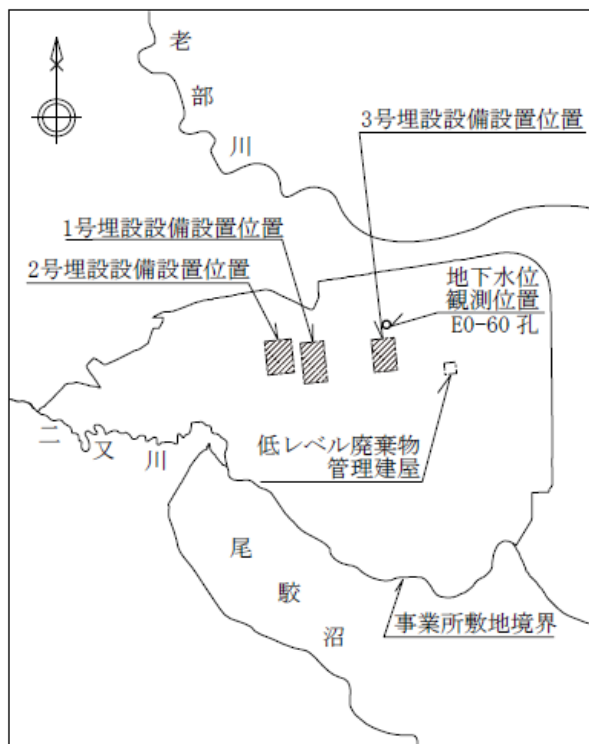 老部川
3号埋設設備設置位置
1号埋設設備設置位置
2号埋設設備設置位置
地下水位
観測位置
E0-60 孔
低レベル廃棄物
管理建屋
二又川
尾駮沼
事業所敷地境界